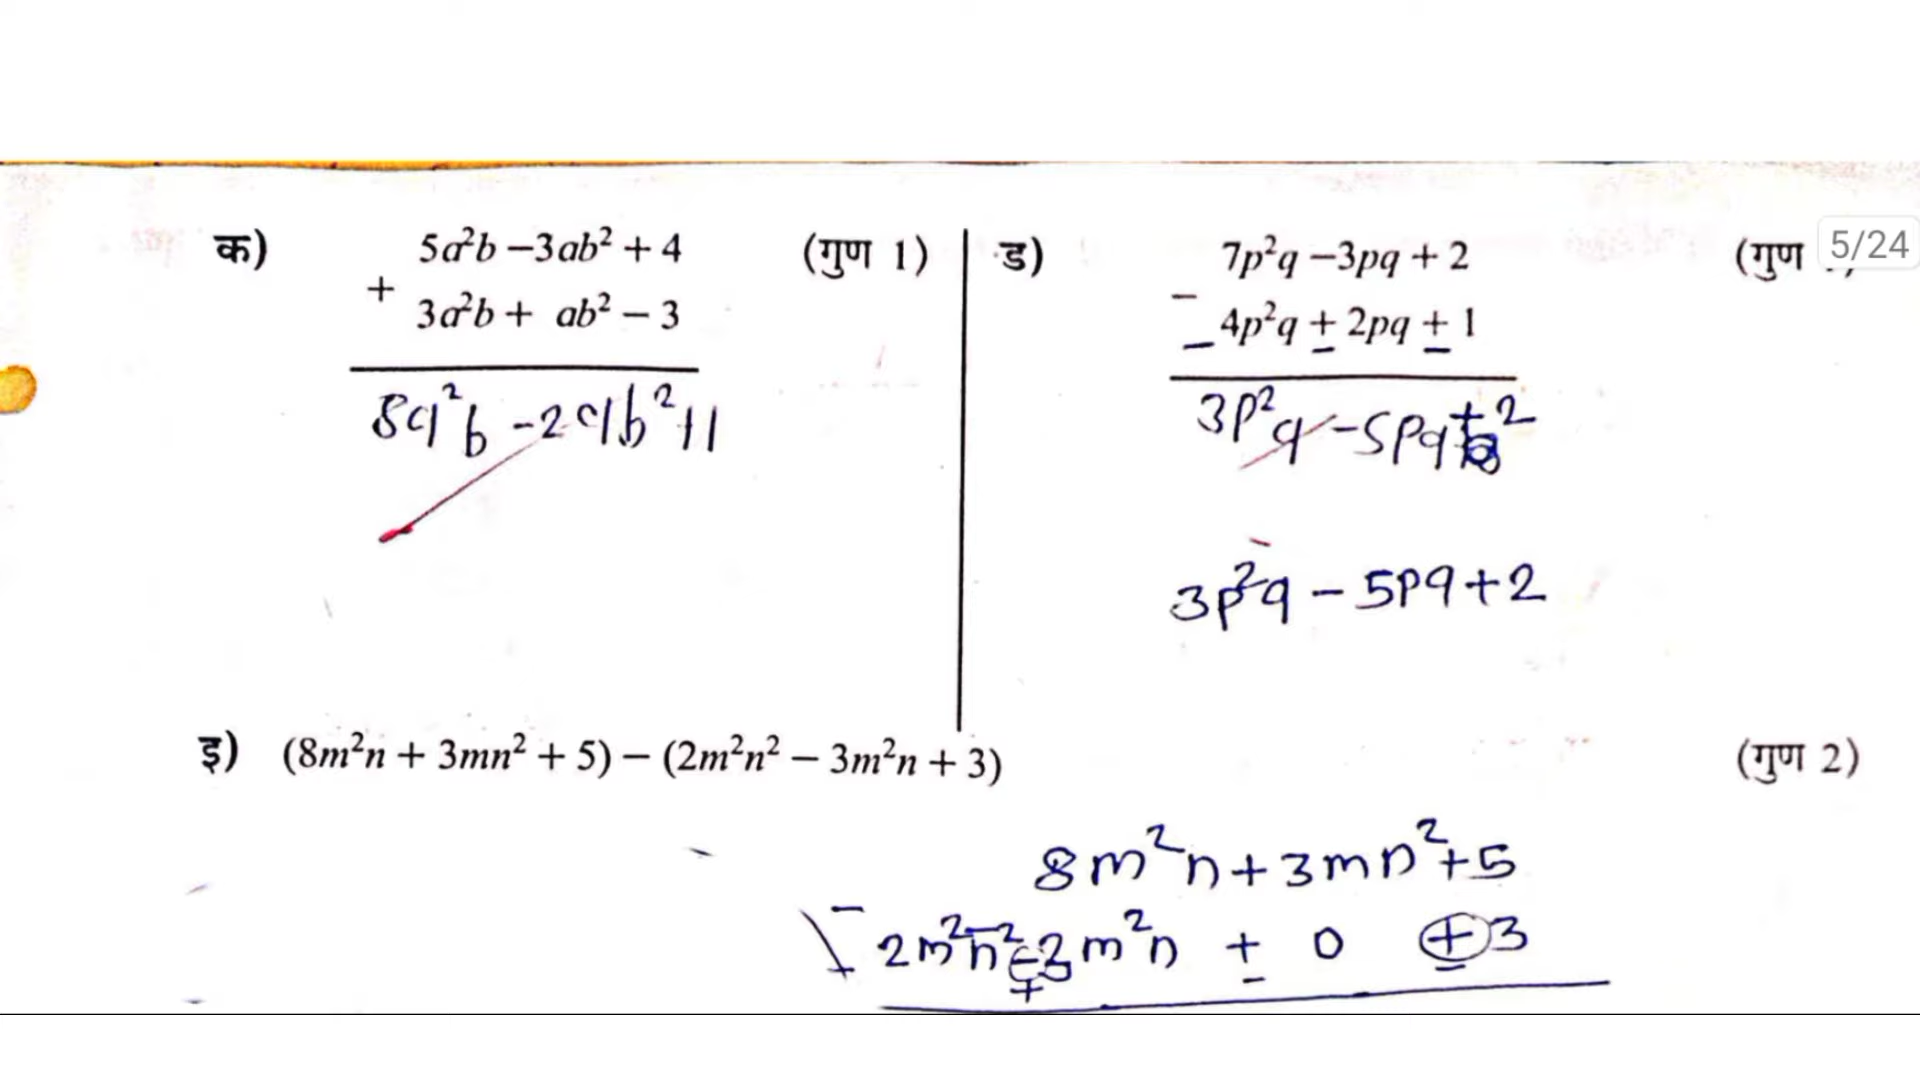 क) 5a²b – 3ab² + 4 (गुण 1)
+ 3a²b + ab² – 3
8a²b - 2ab² + 1
ड) 7p²q – 3pq + 2 (गुण
– 4p²q + 2pq + 1
3p²q - 5pq + 2
3p²q - 5pq + 2
5/24
इ) (8m²n + 3mn² + 5) – (2m²n² – 3m²n + 3) (गुण 2)
8m²n + 3mn² + 5
- 2m²n² - 3m²n + 0 + 3